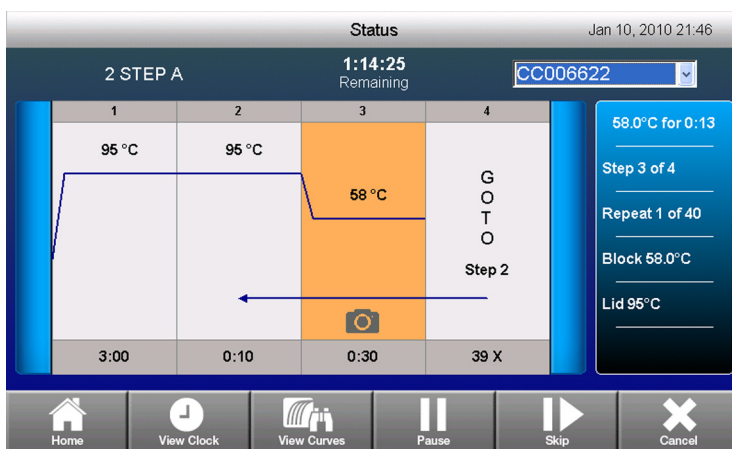 Status
Jan 10, 2010 21:46
2 STEP A
1:14:25
Remaining
CC006622
1
2
3
4
95 °C
95 °C
58 °C
G
O
T
O
Step 2
3:00
0:10
0:30
39 X
58.0°C for 0:13
Step 3 of 4
Repeat 1 of 40
Block 58.0°C
Lid 95°C
Home
View Clock
View Curves
Pause
Skip
Cancel